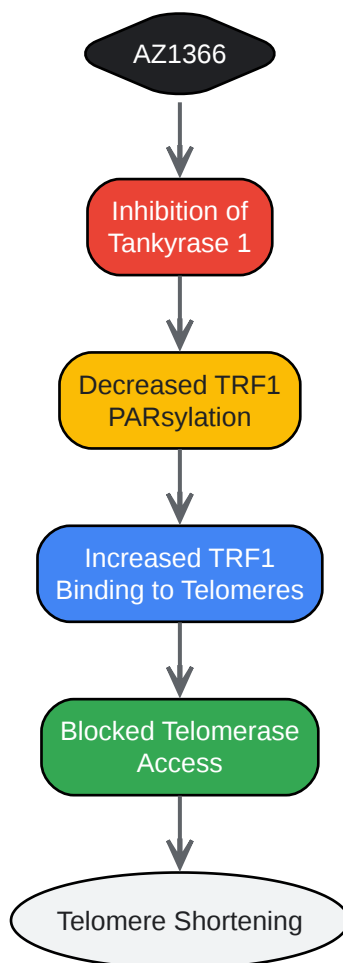 AZ1366
Inhibition of
Tankyrase 1
Decreased TRF1
PARsylation
Increased TRF1
Binding to Telomeres
Blocked Telomerase
Access
Telomere Shortening